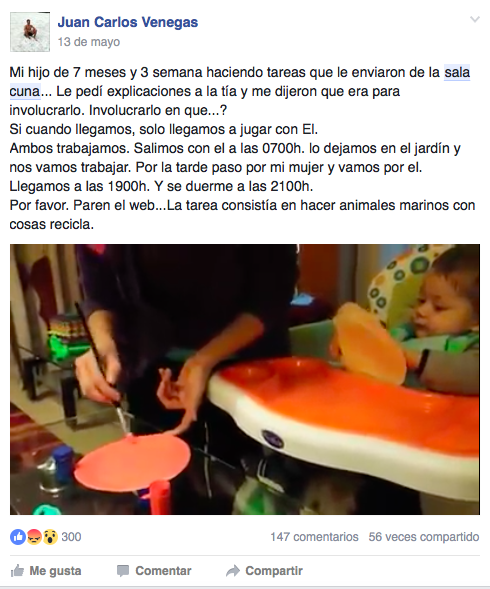 Juan Carlos Venegas
13 de mayo
Mi hijo de 7 meses y 3 semana haciendo tareas que le enviaron de la sala
cuna... Le pedí explicaciones a la tía y me dijeron que era para
involucrarlo. Involucrarlo en que...?
Si cuando llegamos, solo llegamos a jugar con El.
Ambos trabajamos. Salimos con el a las 0700h. lo dejamos en el jardín y
nos vamos trabajar. Por la tarde paso por mi mujer y vamos por el.
Llegamos a las 1900h. Y se duerme a las 2100h.
Por favor. Paren el web...La tarea consistía en hacer animales marinos con
cosas recicla.
300 147 comentarios 56 veces compartido
Me gusta Comentar Compartir